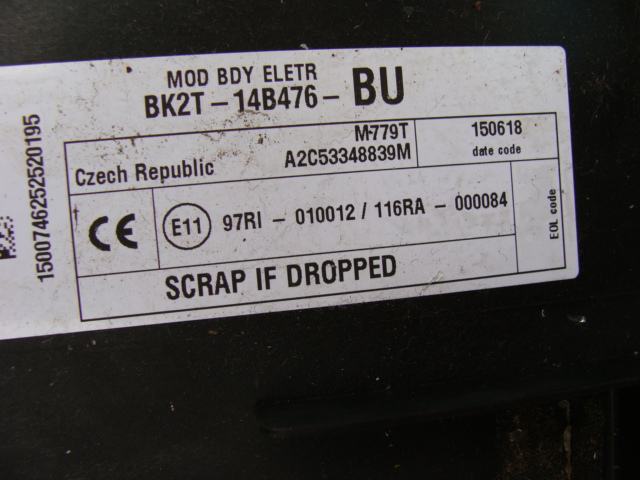 MOD BDY ELETR
BK2T-14B476-BU
Czech Republic
M-779T
A2C53348839M
150618
date code
CE
E11
97RI - 010012 / 116RA - 000084
EOL code
SCRAP IF DROPPED
1500746252520195